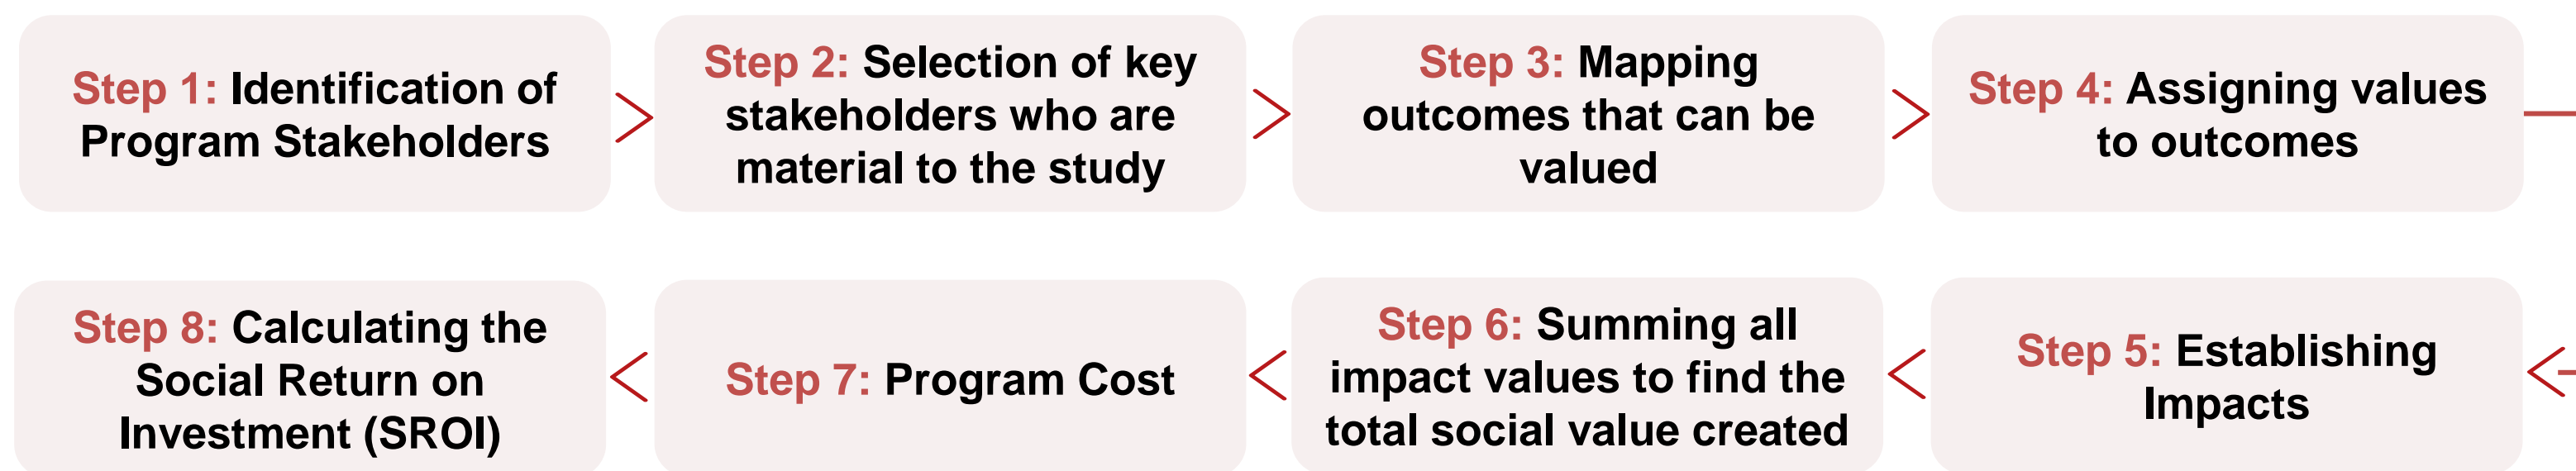 Step 1: Identification of
Program Stakeholders
Step 2: Selection of key
stakeholders who are
material to the study
Step 3: Mapping
outcomes that can be
valued
Step 4: Assigning values
to outcomes
Step 5: Establishing
Impacts
Step 6: Summing all
impact values to find the
total social value created
Step 7: Program Cost
Step 8: Calculating the
Social Return on
Investment (SROI)